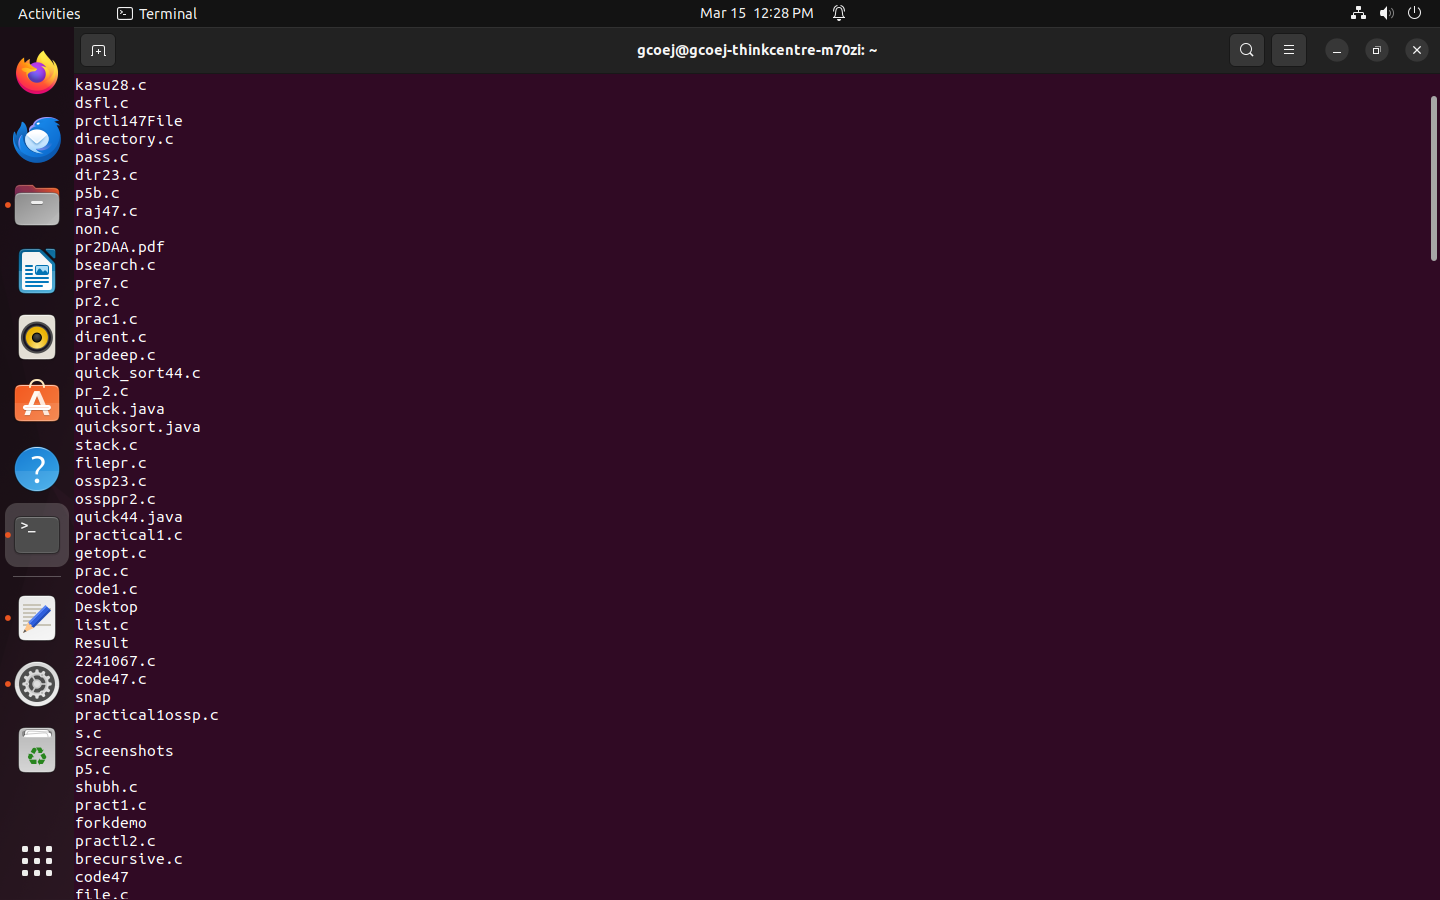 Activities
Terminal
Mar 15 12:28 PM
gcoej@gcoej-thinkcentre-m70zi: ~
kasu28.c
dsfl.c
prctl147File
directory.c
pass.c
dir23.c
p5b.c
raj47.c
non.c
pr2DAA.pdf
bsearch.c
pre7.c
pr2.c
prac1.c
dirent.c
pradeep.c
quick_sort44.c
pr_2.c
quick.java
quicksort.java
stack.c
filepr.c
ossp23.c
ossppr2.c
quick44.java
practical1.c
getopt.c
prac.c
code1.c
Desktop
list.c
Result
2241067.c
code47.c
snap
practical1ossp.c
s.c
Screenshots
p5.c
shubh.c
pract1.c
forkdemo
practl2.c
brecursive.c
code47
file.c